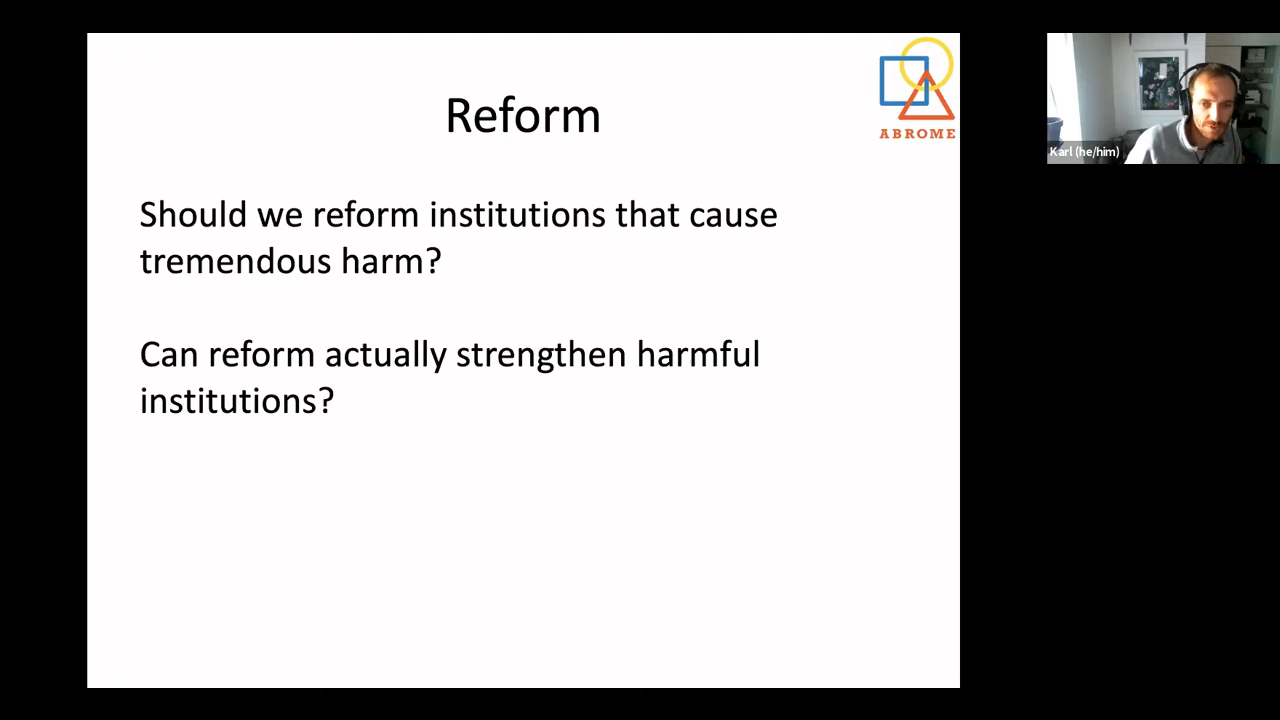 Reform
ABROME
Should we reform institutions that cause
tremendous harm?
Can reform actually strengthen harmful
institutions?
Karl (he/him)